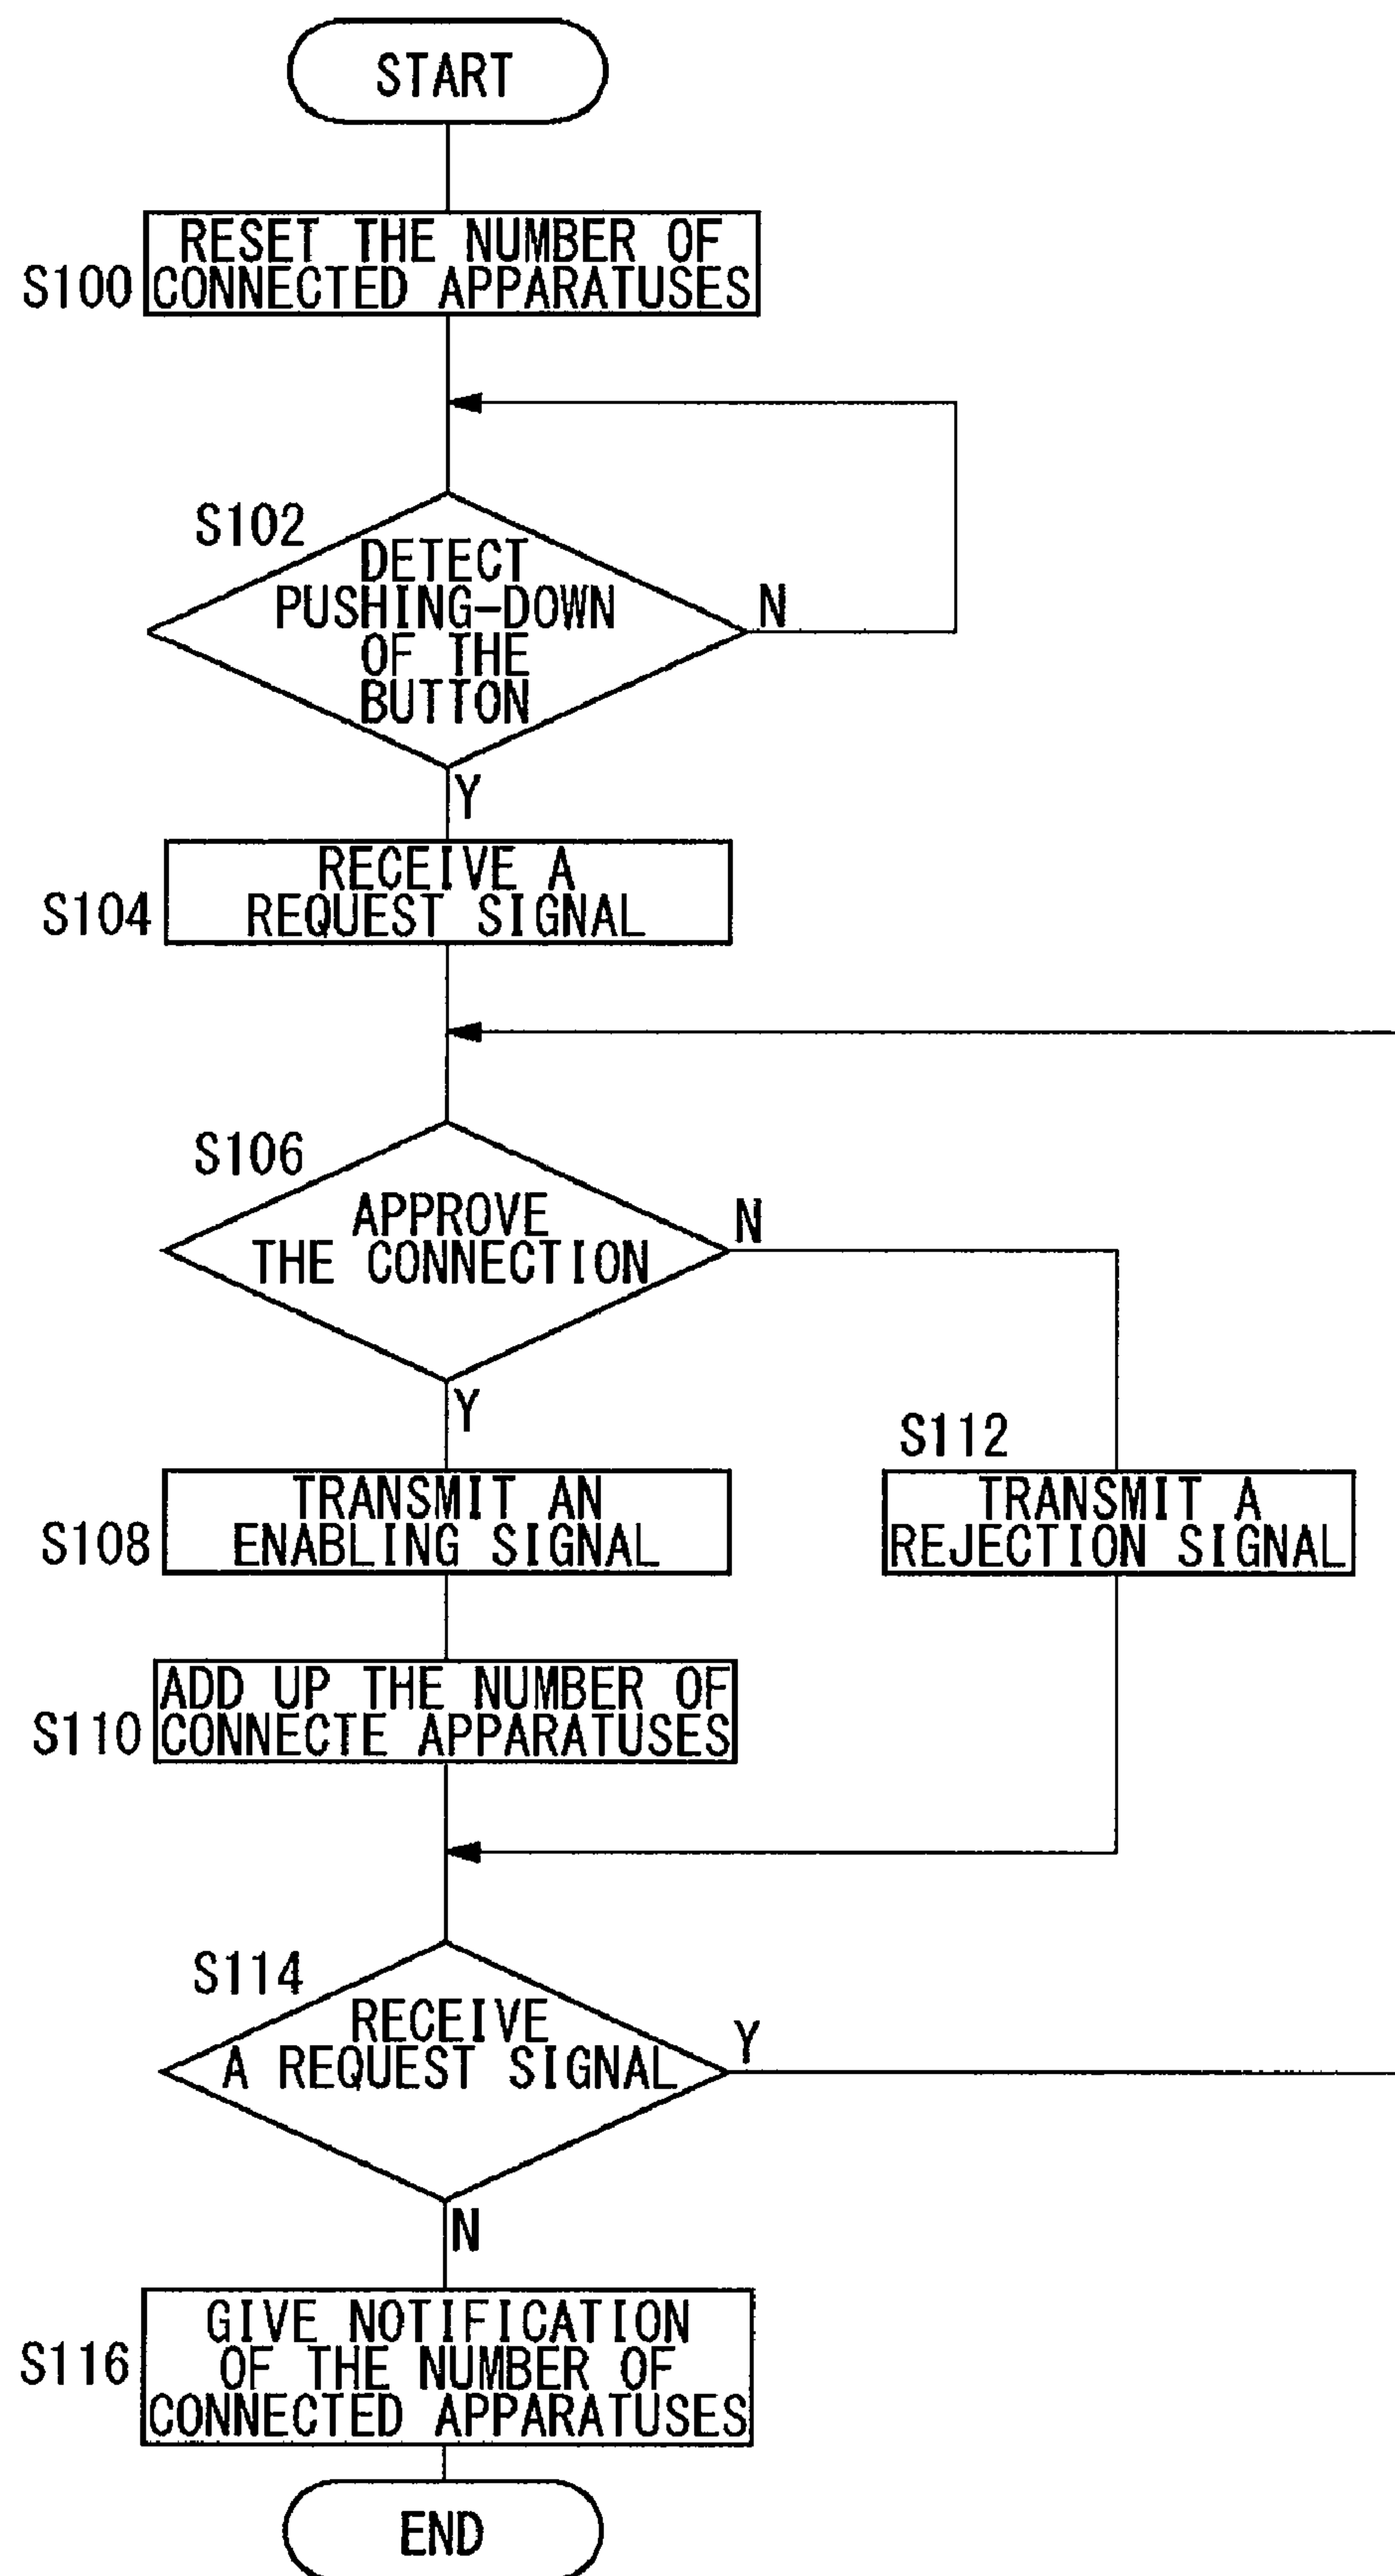 START
RESET THE NUMBER OF
S100 CONNECTED APPARATUSES
S102
DETECT
PUSHING-DOWN
OF THE
BUTTON
N
Y
RECEIVE A
S104 REQUEST SIGNAL
S106
APPROVE
THE CONNECTION
N
Y
S112
TRANSMIT AN
S108 ENABLING SIGNAL
TRANSMIT A
REJECTION SIGNAL
ADD UP THE NUMBER OF
S110 CONNECTE APPARATUSES
S114
RECEIVE
A REQUEST SIGNAL
Y
N
GIVE NOTIFICATION
S116 OF THE NUMBER OF
CONNECTED APPARATUSES
END